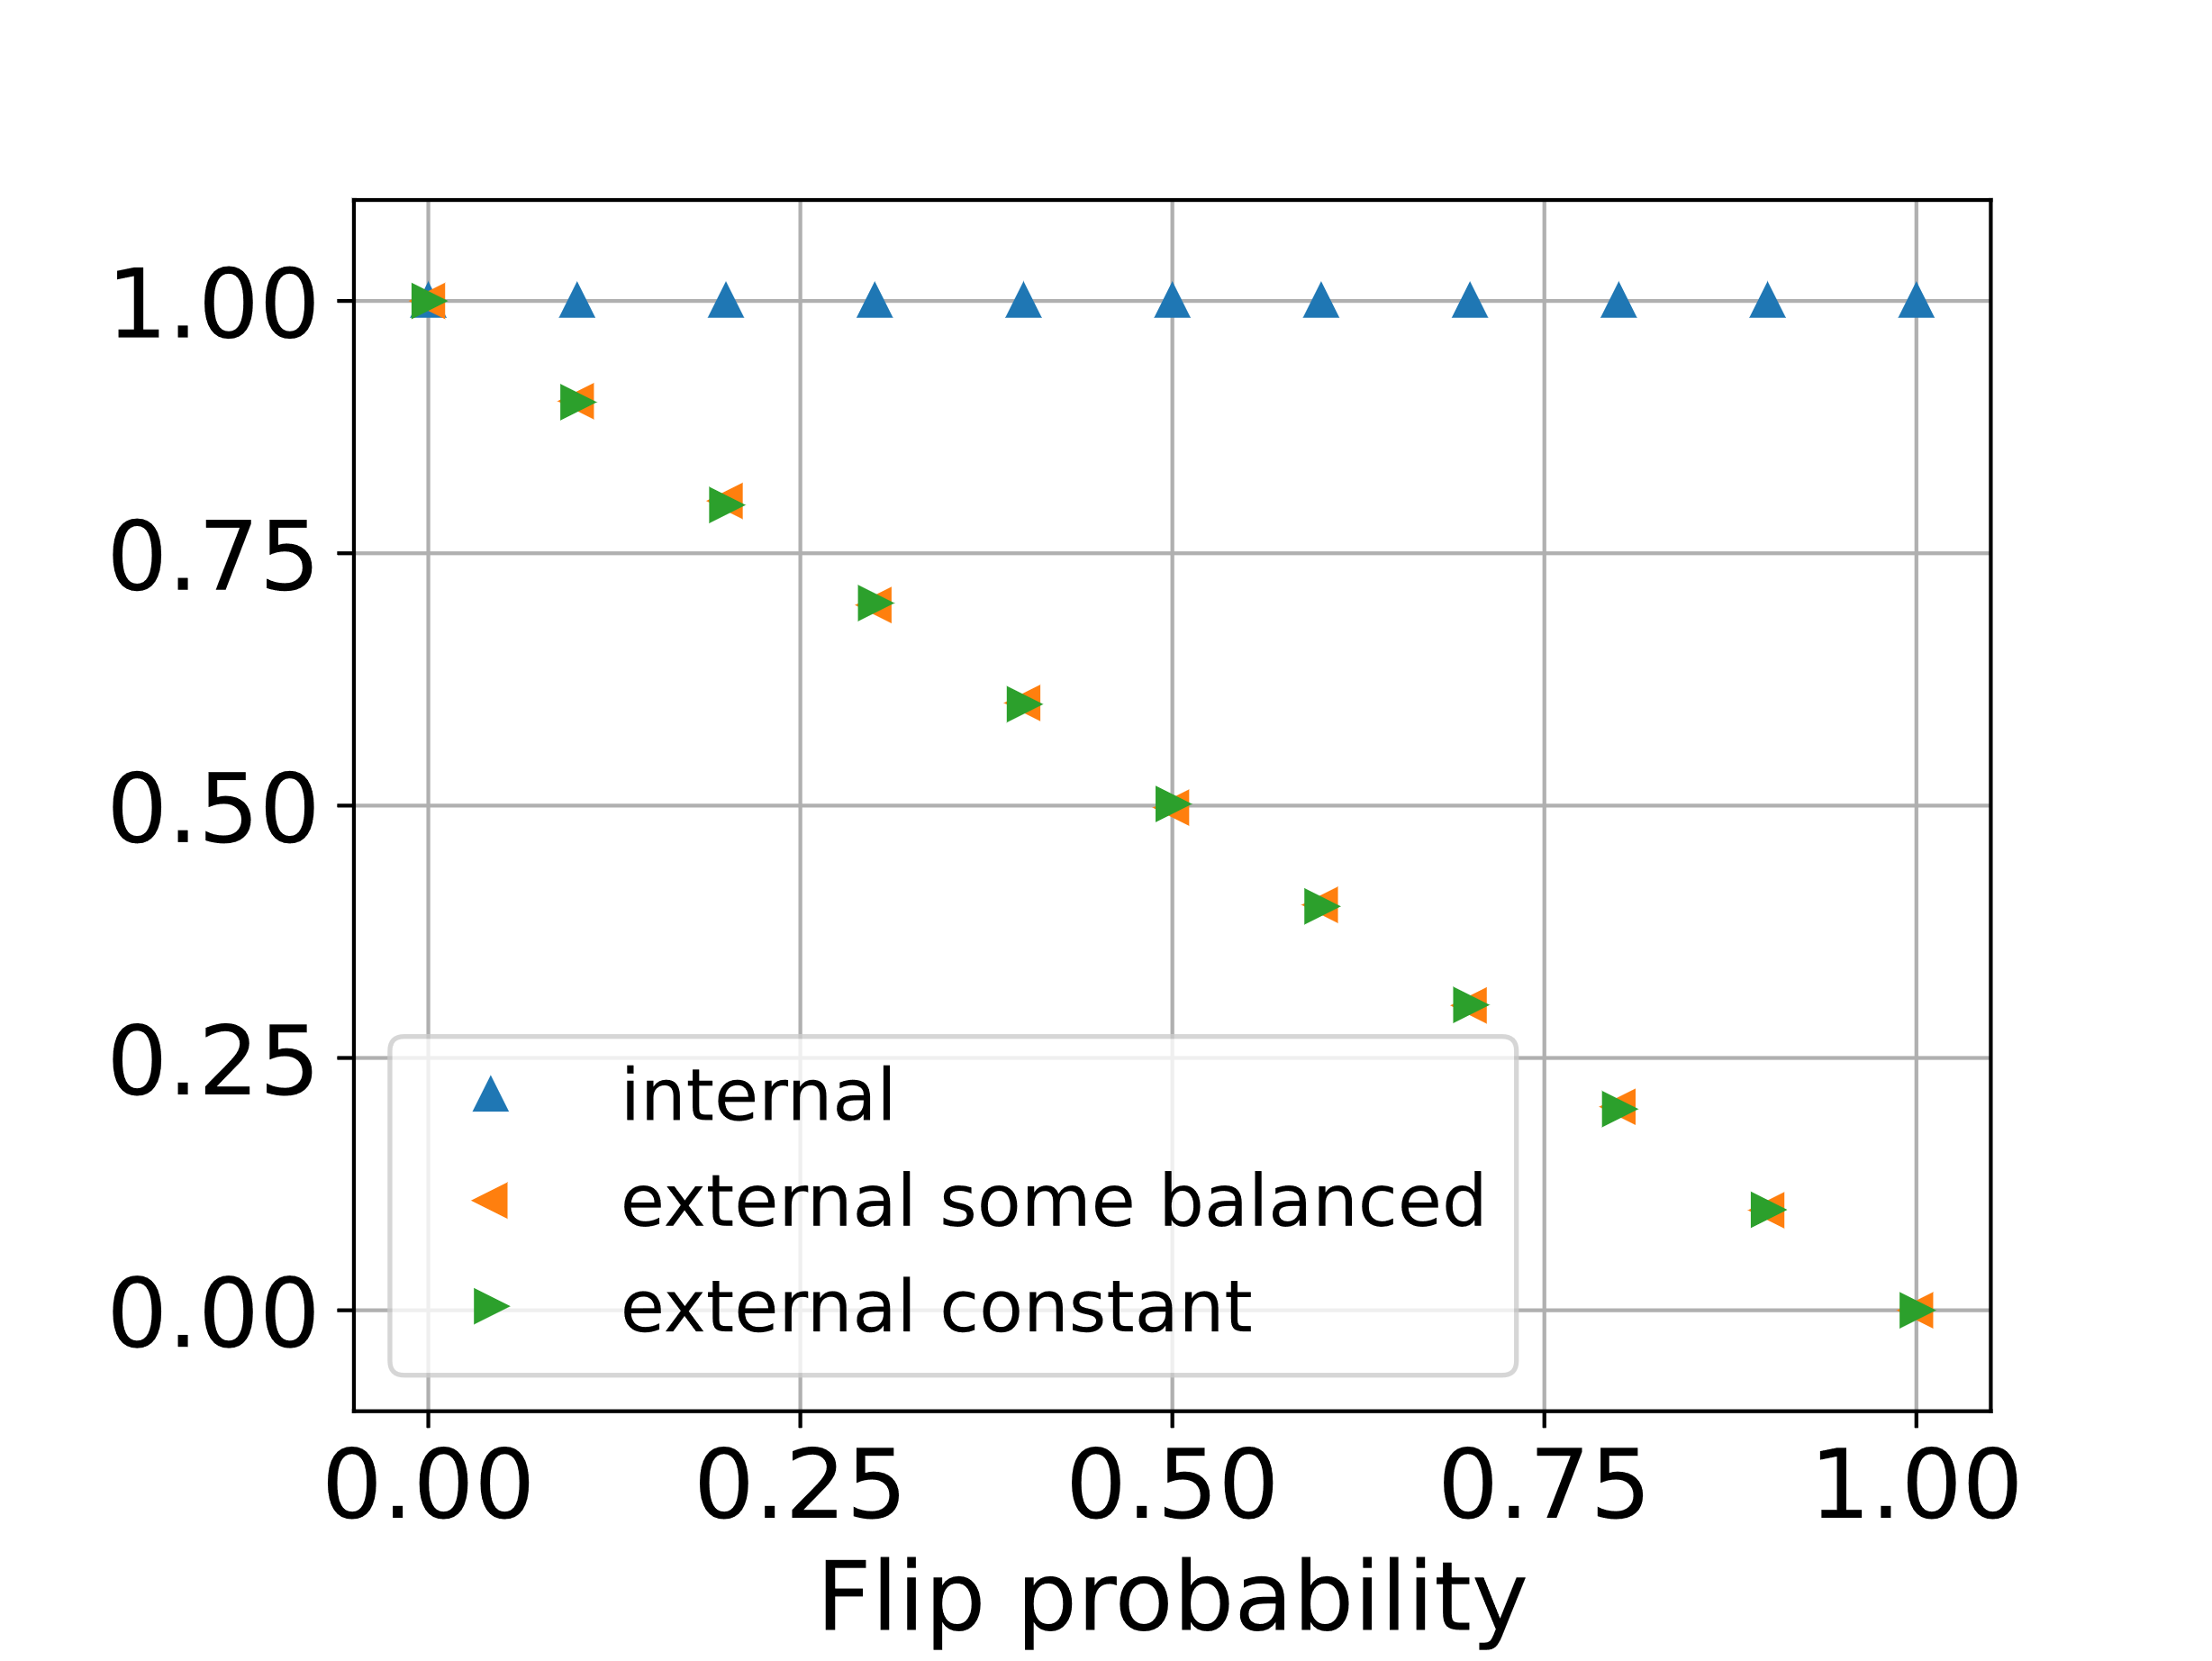 1.00
0.75
0.50
0.25
0.00
internal
external some balanced
external constant
0.00 0.25 0.50 0.75 1.00
Flip probability